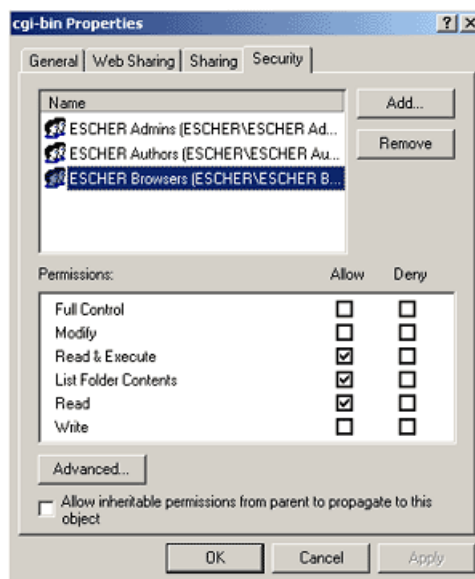 cgi-bin Properties
General Web Sharing Sharing Security
Name
ESCHER Admins (ESCHER\ESCHER Ad...
ESCHER Authors (ESCHER\ESCHER Au...
ESCHER Browsers (ESCHER\ESCHER B...
Add...
Remove
Permissions: Allow Deny
Full Control
Modify
Read & Execute
List Folder Contents
Read
Write
Advanced...
Allow inheritable permissions from parent to propagate to this
object
OK Cancel Apply